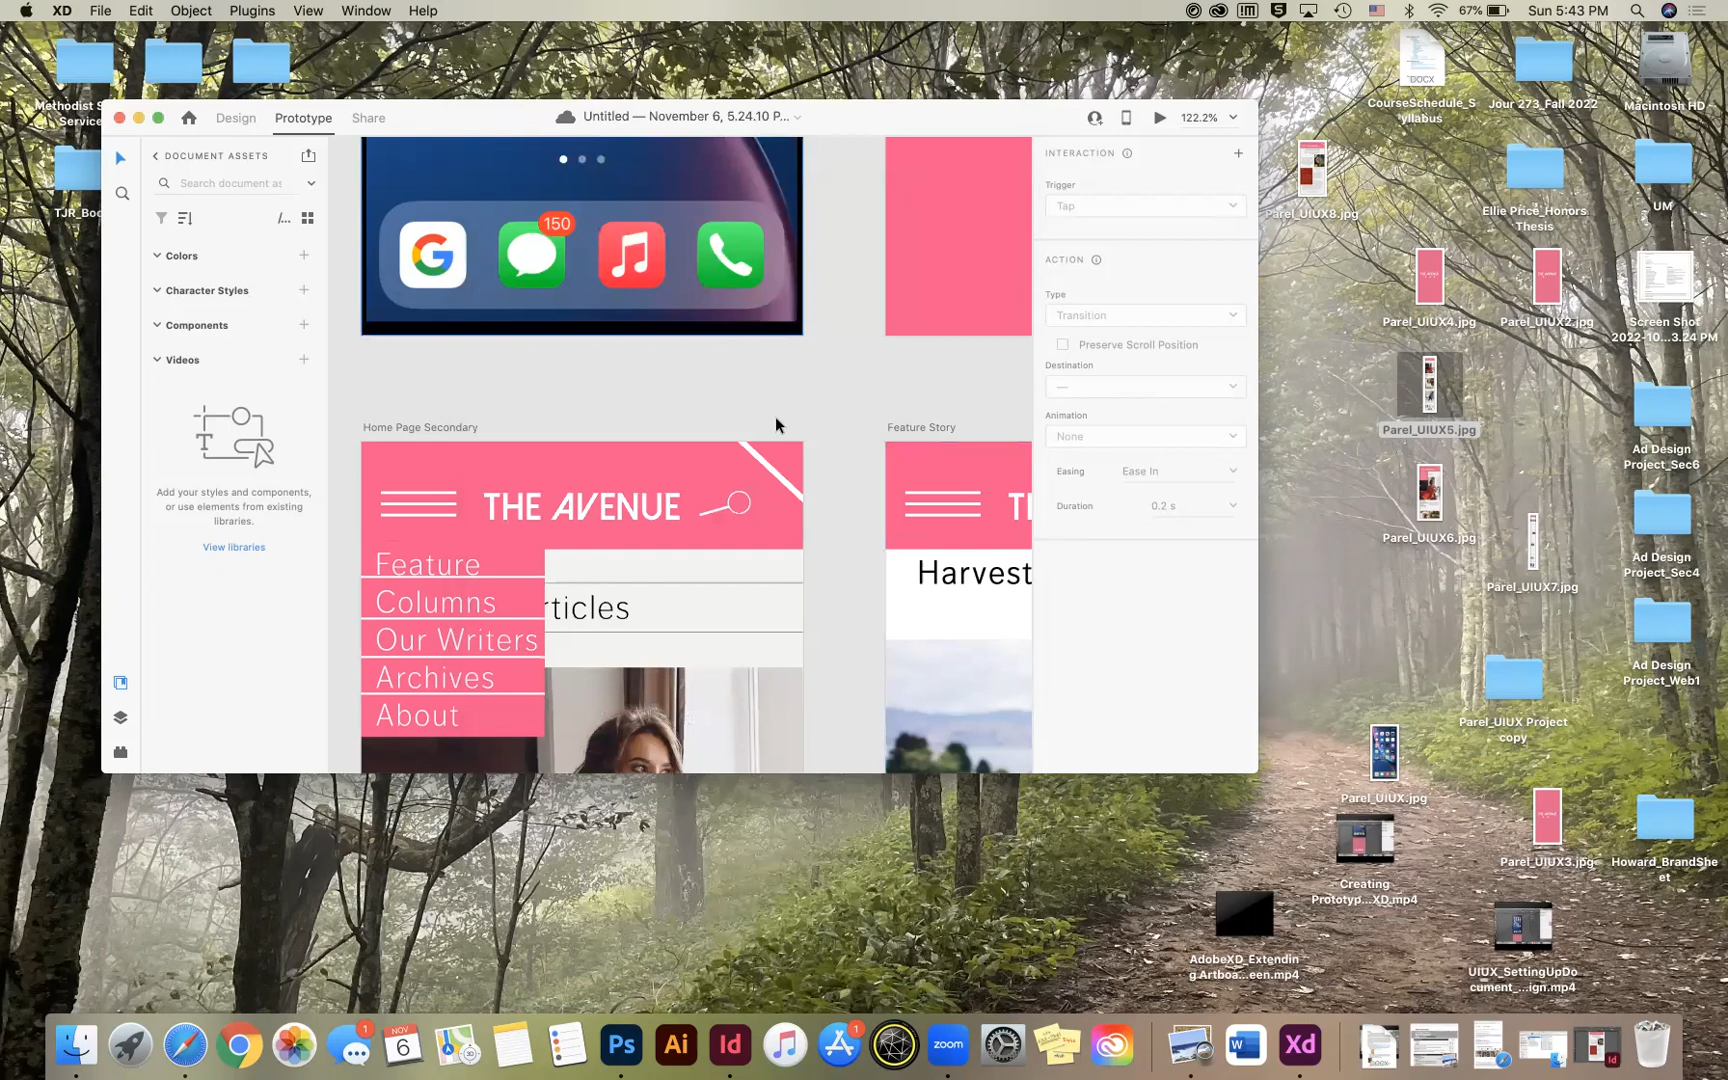 XD File Edit Object Plugins View Window Help
67% Sun 5:43 PM
Methodist S
Service
TJR_Boo
Design Prototype Share
Untitled — November 6, 5.24.10 P...
122.2%
DOCUMENT ASSETS
Search document as
/...
Colors
Character Styles
Components
Videos
Add your styles and components,
or use elements from existing
libraries.
View libraries
150
Home Page Secondary
THE AVENUE
Feature
Columns
Our Writers
Archives
About
rticles
Feature Story
Harvest
INTERACTION
Trigger
Tap
ACTION
Type
Transition
Preserve Scroll Position
Destination
—
Animation
None
Easing Ease In
Duration 0.2 s
DOCX
CourseSchedule_S
yllabus
Jour 273_Fall 2022
Macintosh HD
Parel_UIUX8.jpg
Ellie Price_Honors
Thesis
UM
Parel_UIUX4.jpg
Parel_UIUX2.jpg
Screen Shot
2022-10...3.24 PM
Parel_UIUX5.jpg
Ad Design
Project_Sec6
Parel_UIUX6.jpg
Parel_UIUX7.jpg
Ad Design
Project_Sec4
Ad Design
Project_Web1
Parel_UIUX Project
copy
Parel_UIUX.jpg
Parel_UIUX3.jpg
Howard_BrandShe
et
Creating
Prototyp...XD.mp4
AdobeXD_Extendin
g Artboa...een.mp4
UIUX_SettingUpDo
cument_...ign.mp4
1
NOV
6
Ps
Ai
Id
1
zoom
W
Xd